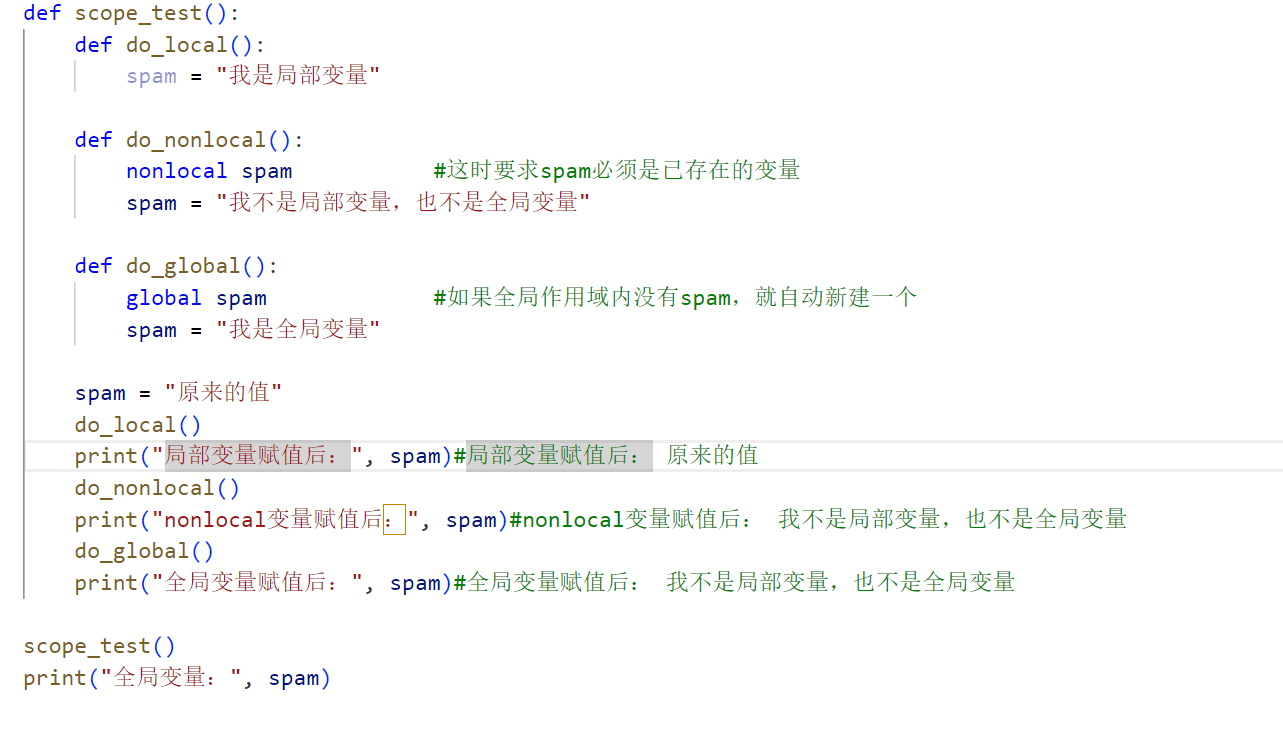 def scope_test():
    def do_local():
        spam = "我是局部变量"
    def do_nonlocal():
        nonlocal spam           #这时要求spam必须是已存在的变量
        spam = "我不是局部变量，也不是全局变量"
    def do_global():
        global spam             #如果全局作用域内没有spam，就自动新建一个
        spam = "我是全局变量"
    spam = "原来的值"
    do_local()
    print("局部变量赋值后：", spam)#局部变量赋值后： 原来的值
    do_nonlocal()
    print("nonlocal变量赋值后：", spam)#nonlocal变量赋值后： 我不是局部变量，也不是全局变量
    do_global()
    print("全局变量赋值后：", spam)#全局变量赋值后： 我不是局部变量，也不是全局变量
scope_test()
print("全局变量：", spam)